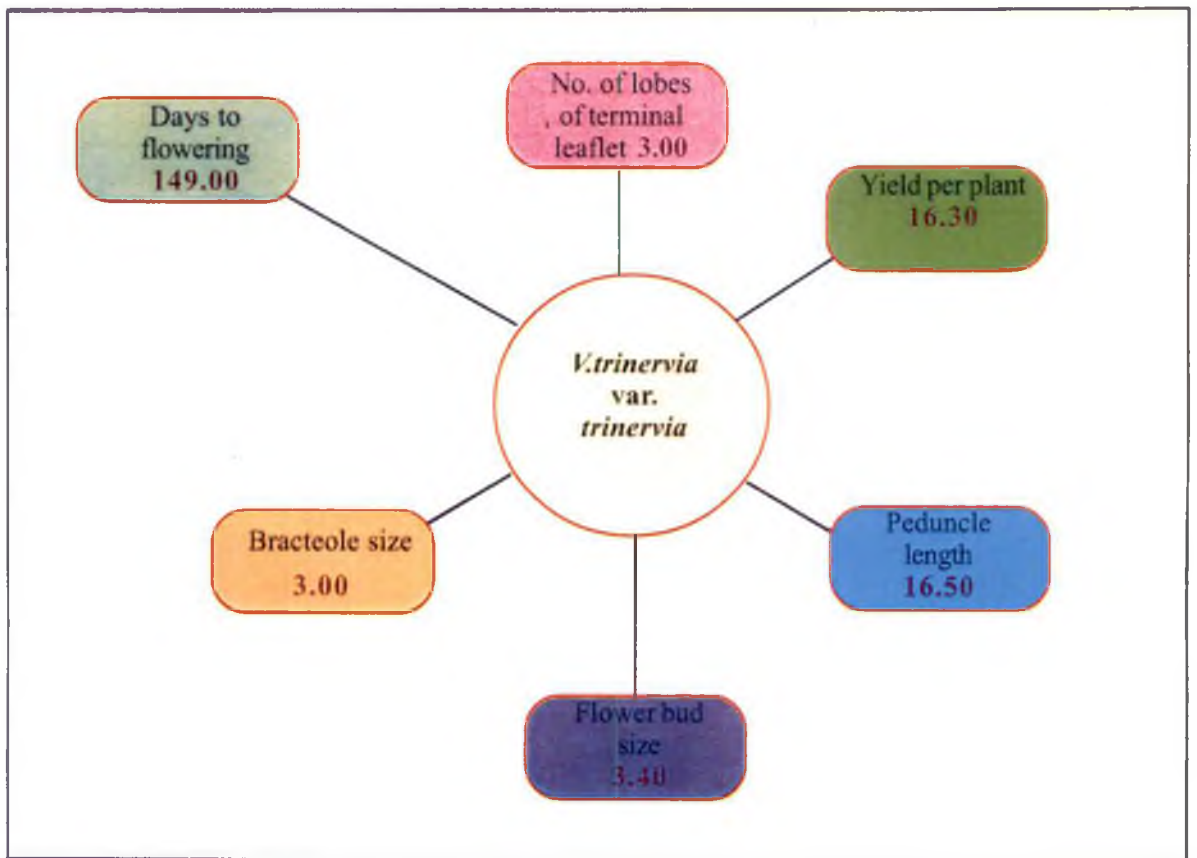 No. of lobes
of terminal
leaflet 3.00
Days to
flowering
149.00
Yield per plant
16.30
V.trinervia
var.
trinervia
Bracteole size
3.00
Peduncle
length
16.50
Flower bud
size
3.40